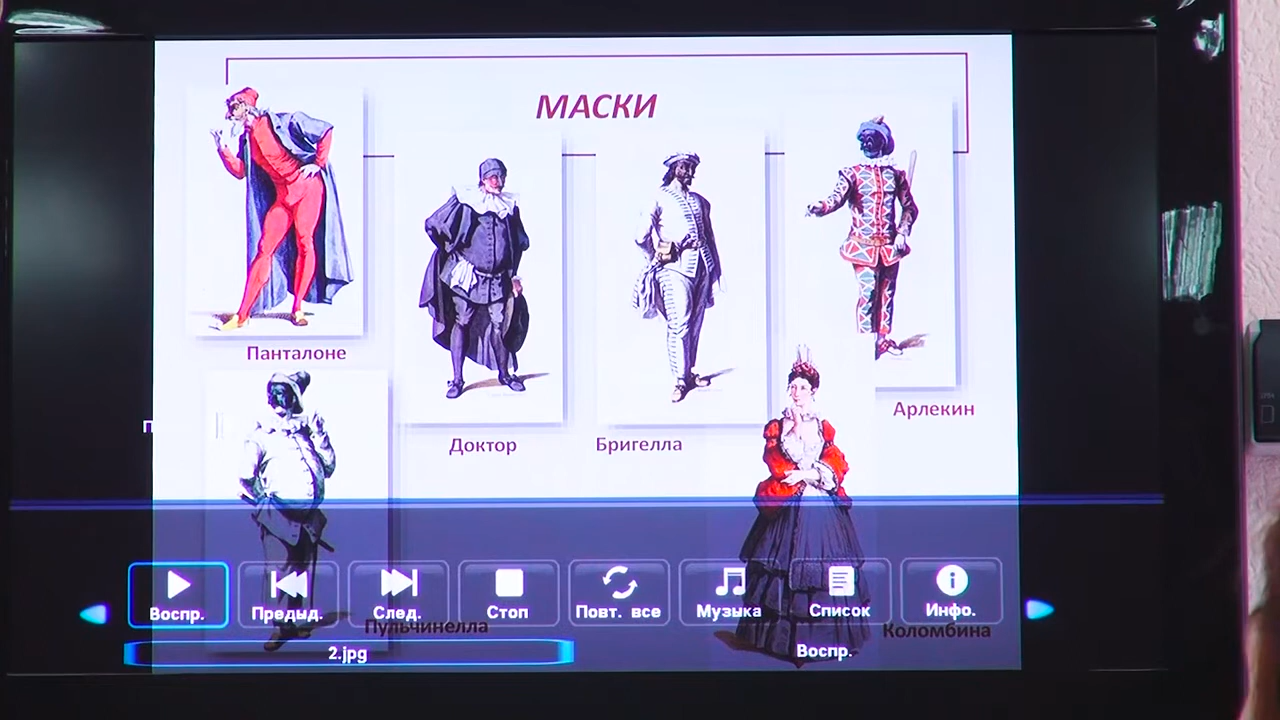 МАСКИ
Панталоне
Доктор
Бригелла
Арлекин
Пульчинелла
Коломбина
Воспр.
Предыд.
След.
Стоп
Повт. все
Музыка
Список
Инфо.
2.jpg
Воспр.